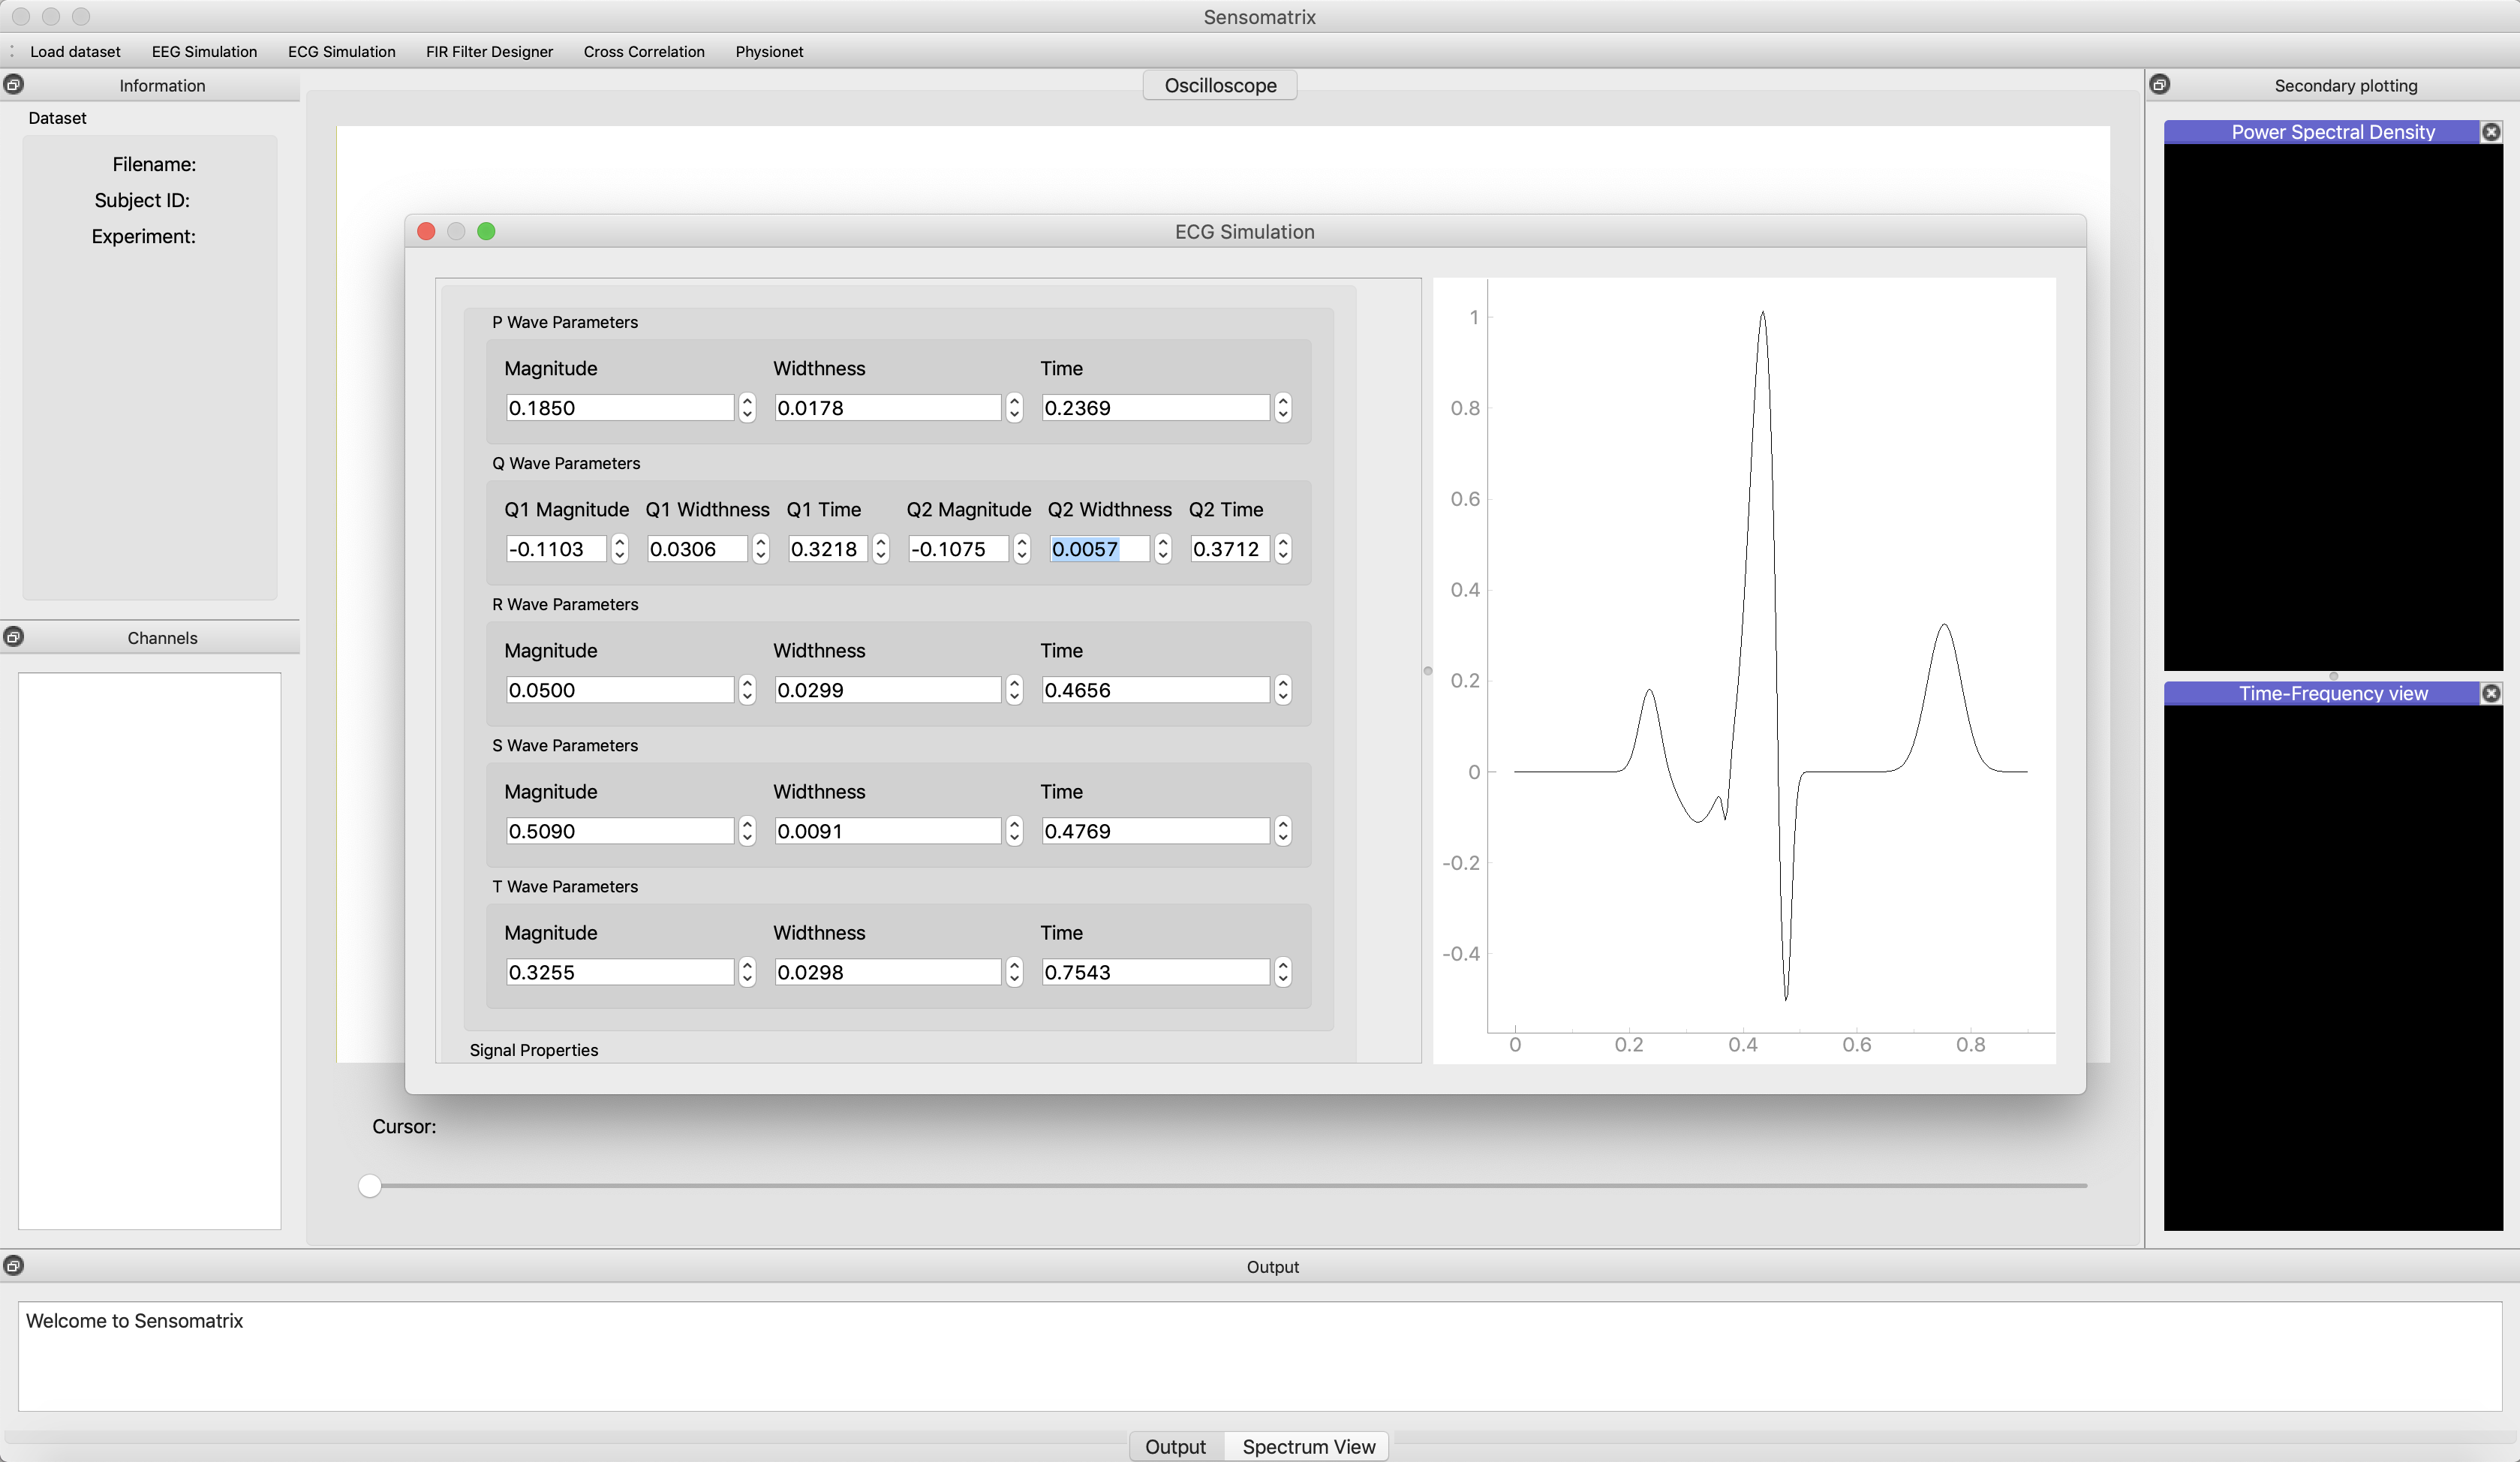 Sensomatrix
Load dataset EEG Simulation ECG Simulation FIR Filter Designer Cross Correlation Physionet
Information
Dataset
Filename:
Subject ID:
Experiment:
Channels
Oscilloscope
ECG Simulation
P Wave Parameters
Magnitude Widthness Time
0.1850 0.0178 0.2369
Q Wave Parameters
Q1 Magnitude Q1 Widthness Q1 Time Q2 Magnitude Q2 Widthness Q2 Time
-0.1103 0.0306 0.3218 -0.1075 0.0057 0.3712
R Wave Parameters
Magnitude Widthness Time
0.0500 0.0299 0.4656
S Wave Parameters
Magnitude Widthness Time
0.5090 0.0091 0.4769
T Wave Parameters
Magnitude Widthness Time
0.3255 0.0298 0.7543
Signal Properties
1
0.8
0.6
0.4
0.2
0
-0.2
-0.4
0 0.2 0.4 0.6 0.8
Cursor:
Secondary plotting
Power Spectral Density
Time-Frequency view
Output
Welcome to Sensomatrix
Output Spectrum View